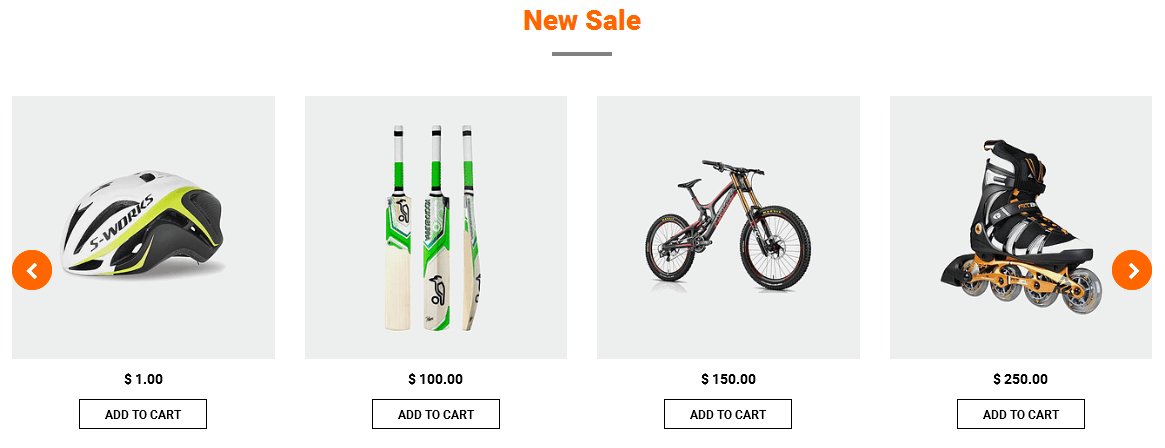 New Sale
S-WORKS
$ 1.00
$ 100.00
$ 150.00
$ 250.00
ADD TO CART
ADD TO CART
ADD TO CART
ADD TO CART